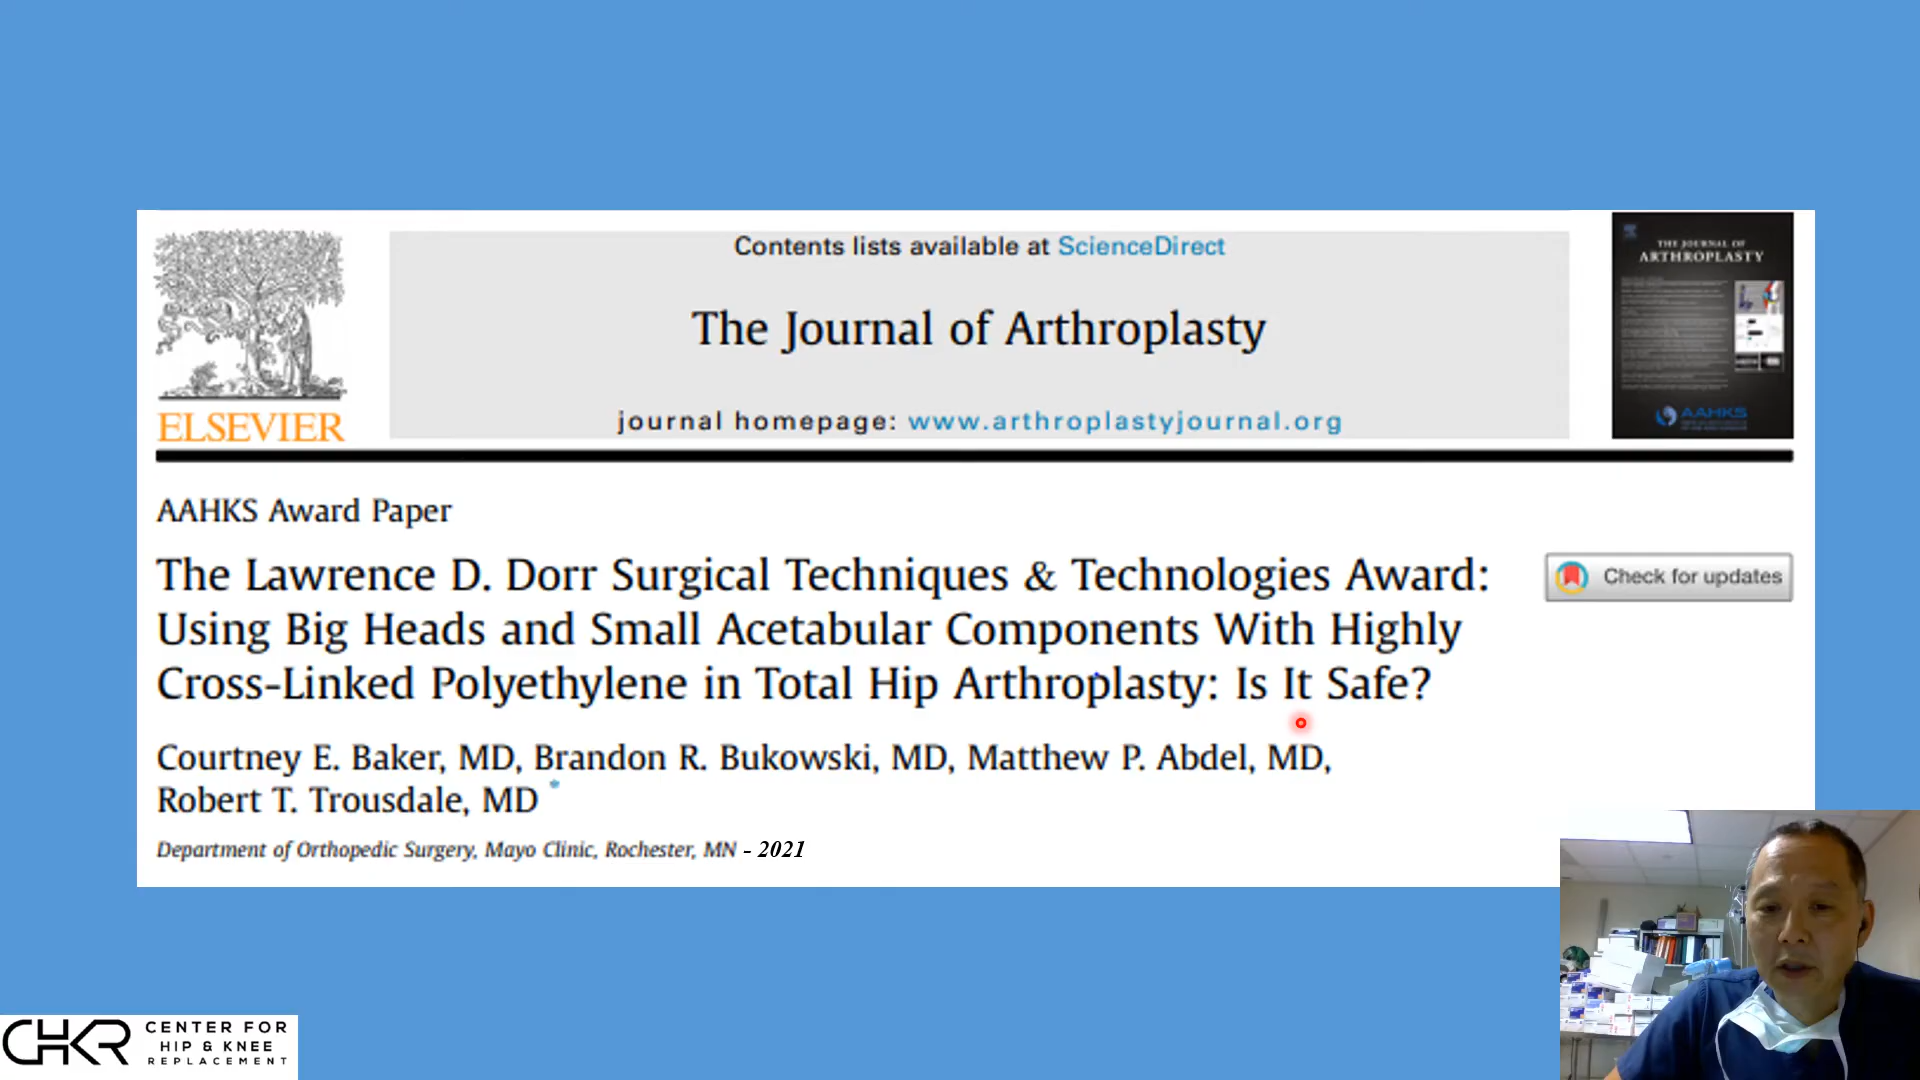 Contents lists available at ScienceDirect
The Journal of Arthroplasty
journal homepage: www.arthroplastyjournal.org
ELSEVIER
THE JOURNAL OF
ARTHROPLASTY
AAHKS
AAHKS Award Paper
The Lawrence D. Dorr Surgical Techniques & Technologies Award:
Using Big Heads and Small Acetabular Components With Highly
Cross-Linked Polyethylene in Total Hip Arthroplasty: Is It Safe?
Check for updates
Courtney E. Baker, MD, Brandon R. Bukowski, MD, Matthew P. Abdel, MD,
Robert T. Trousdale, MD *
Department of Orthopedic Surgery, Mayo Clinic, Rochester, MN - 2021
CHKR
CENTER FOR
HIP & KNEE
REPLACEMENT